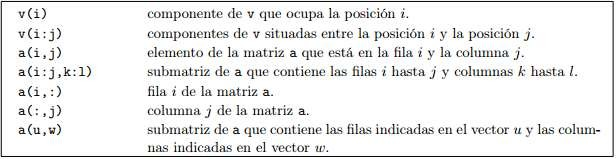 v(i) componente de v que ocupa la posición i.
v(i:j) componentes de v situadas entre la posición i y la posición j.
a(i,j) elemento de la matriz a que está en la fila i y la columna j.
a(i:j,k:l) submatriz de a que contiene las filas i hasta j y columnas k hasta l.
a(i,:) fila i de la matriz a.
a(:,j) columna j de la matriz a.
a(u,w) submatriz de a que contiene las filas indicadas en el vector u y las colum-
nas indicadas en el vector w.